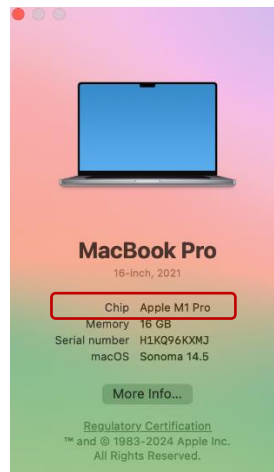 MacBook Pro
16-inch, 2021
Chip Apple M1 Pro
Memory 16 GB
Serial number H1KQ96KXMJ
macOS Sonoma 14.5
More Info...
Regulatory Certification
™ and © 1983-2024 Apple Inc.
All Rights Reserved.